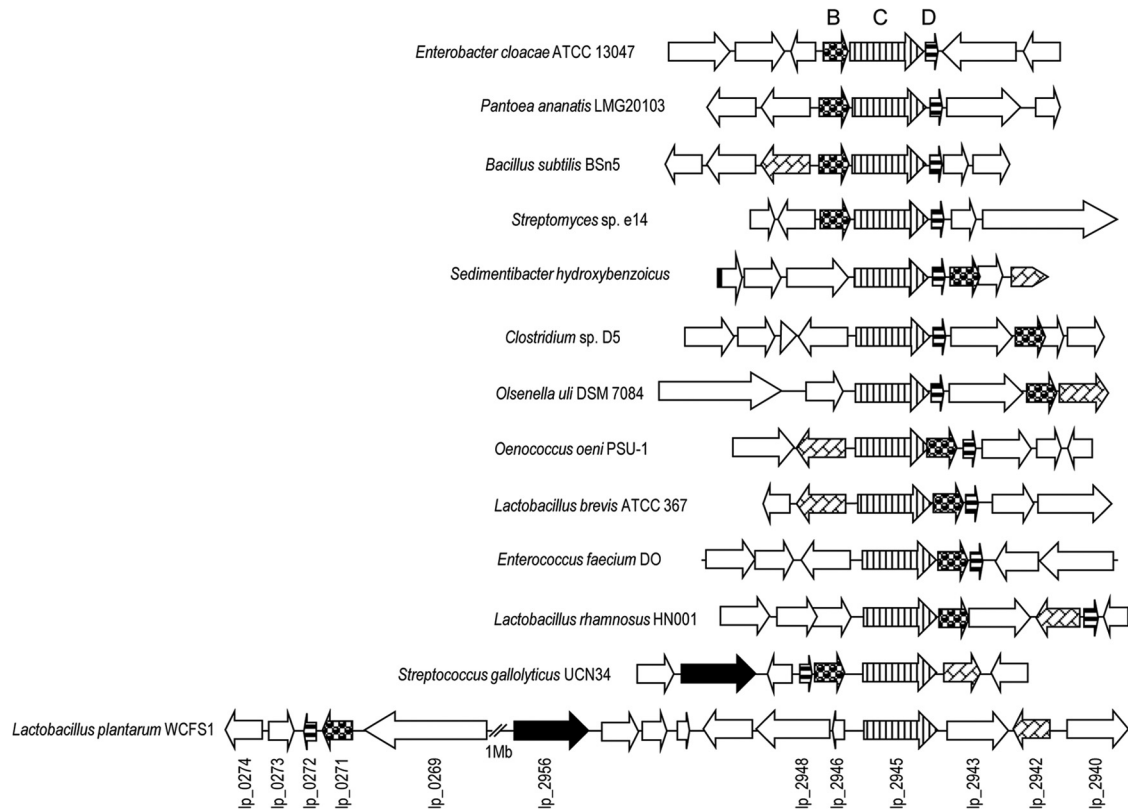 B C D
Enterobacter cloacae ATCC 13047
Pantoea ananatis LMG20103
Bacillus subtilis BSn5
Streptomyces sp. e14
Sedimentibacter hydroxybenzoicus
Clostridium sp. D5
Olsenella uli DSM 7084
Oenococcus oeni PSU-1
Lactobacillus brevis ATCC 367
Enterococcus faecium DO
Lactobacillus rhamnosus HN001
Streptococcus gallolyticus UCN34
Lactobacillus plantarum WCFS1
1Mb
lp_0274
lp_0273
lp_0272
lp_0271
lp_0269
lp_2956
lp_2948
lp_2946
lp_2945
lp_2943
lp_2942
lp_2940